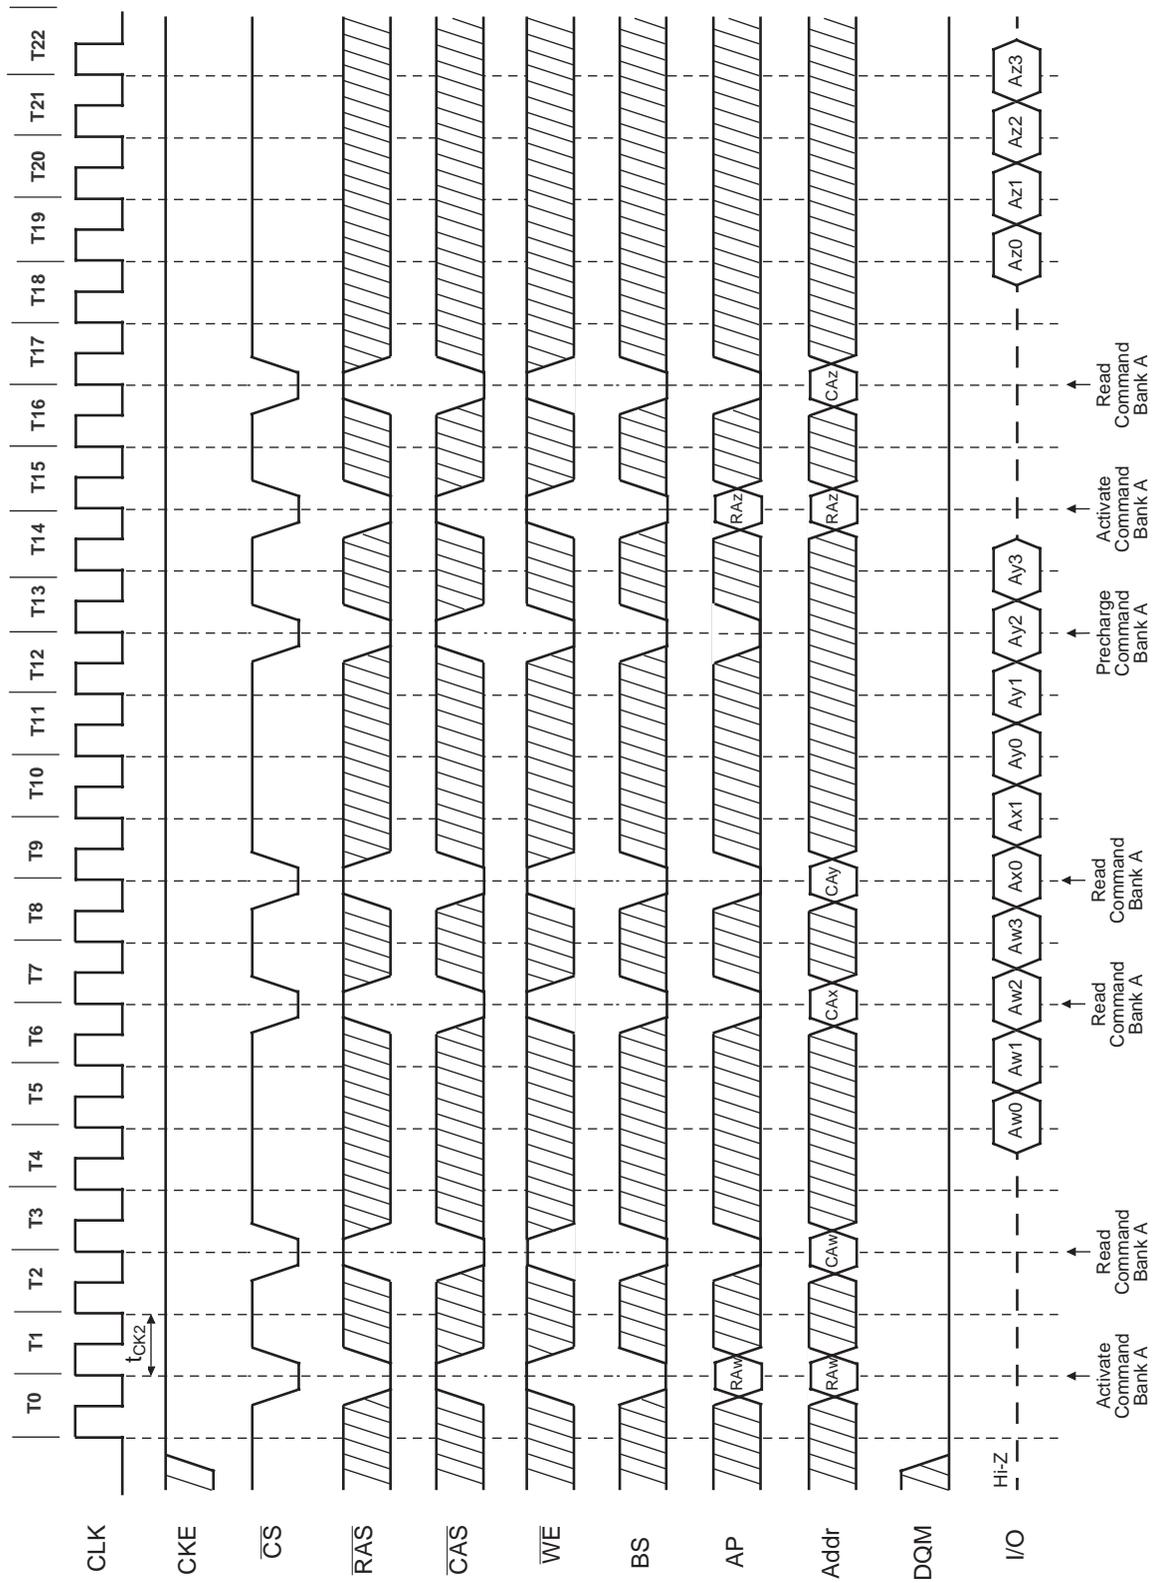 T0 T1 T2 T3 T4 T5 T6 T7 T8 T9 T10 T11 T12 T13 T14 T15 T16 T17 T18 T19 T20 T21 T22
CLK
tCK2
CKE
CS
RAS
CAS
WE
BS
AP
RAw RAz
Addr
RAw CAw CAx CAy RAz CAz
DQM
I/O
Hi-Z
Aw0 Aw1 Aw2 Aw3 Ax0 Ax1 Ay0 Ay1 Ay2 Ay3 Az0 Az1 Az2 Az3
Activate
Command
Bank A
Read
Command
Bank A
Read
Command
Bank A
Read
Command
Bank A
Precharge
Command
Bank A
Activate
Command
Bank A
Read
Command
Bank A